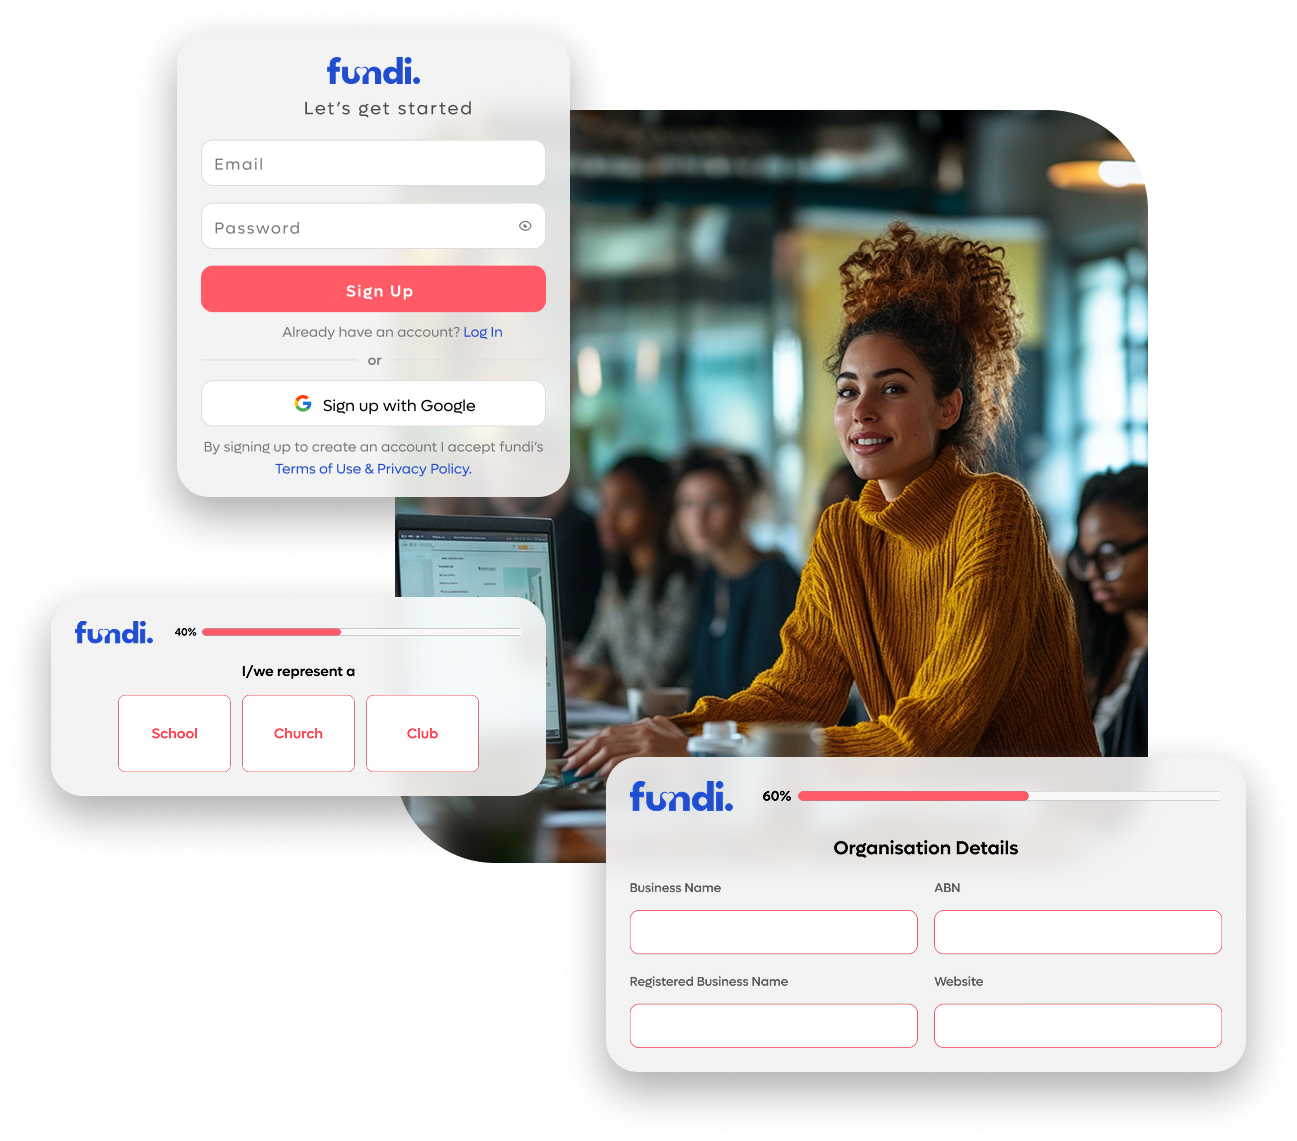 fundi.
Let's get started
Email
Password
Sign Up
Already have an account? Log In
or
Sign up with Google
By signing up to create an account I accept fundi's
Terms of Use & Privacy Policy.
fundi.
40%
I/we represent a
School
Church
Club
fundi.
60%
Organisation Details
Business Name
ABN
Registered Business Name
Website